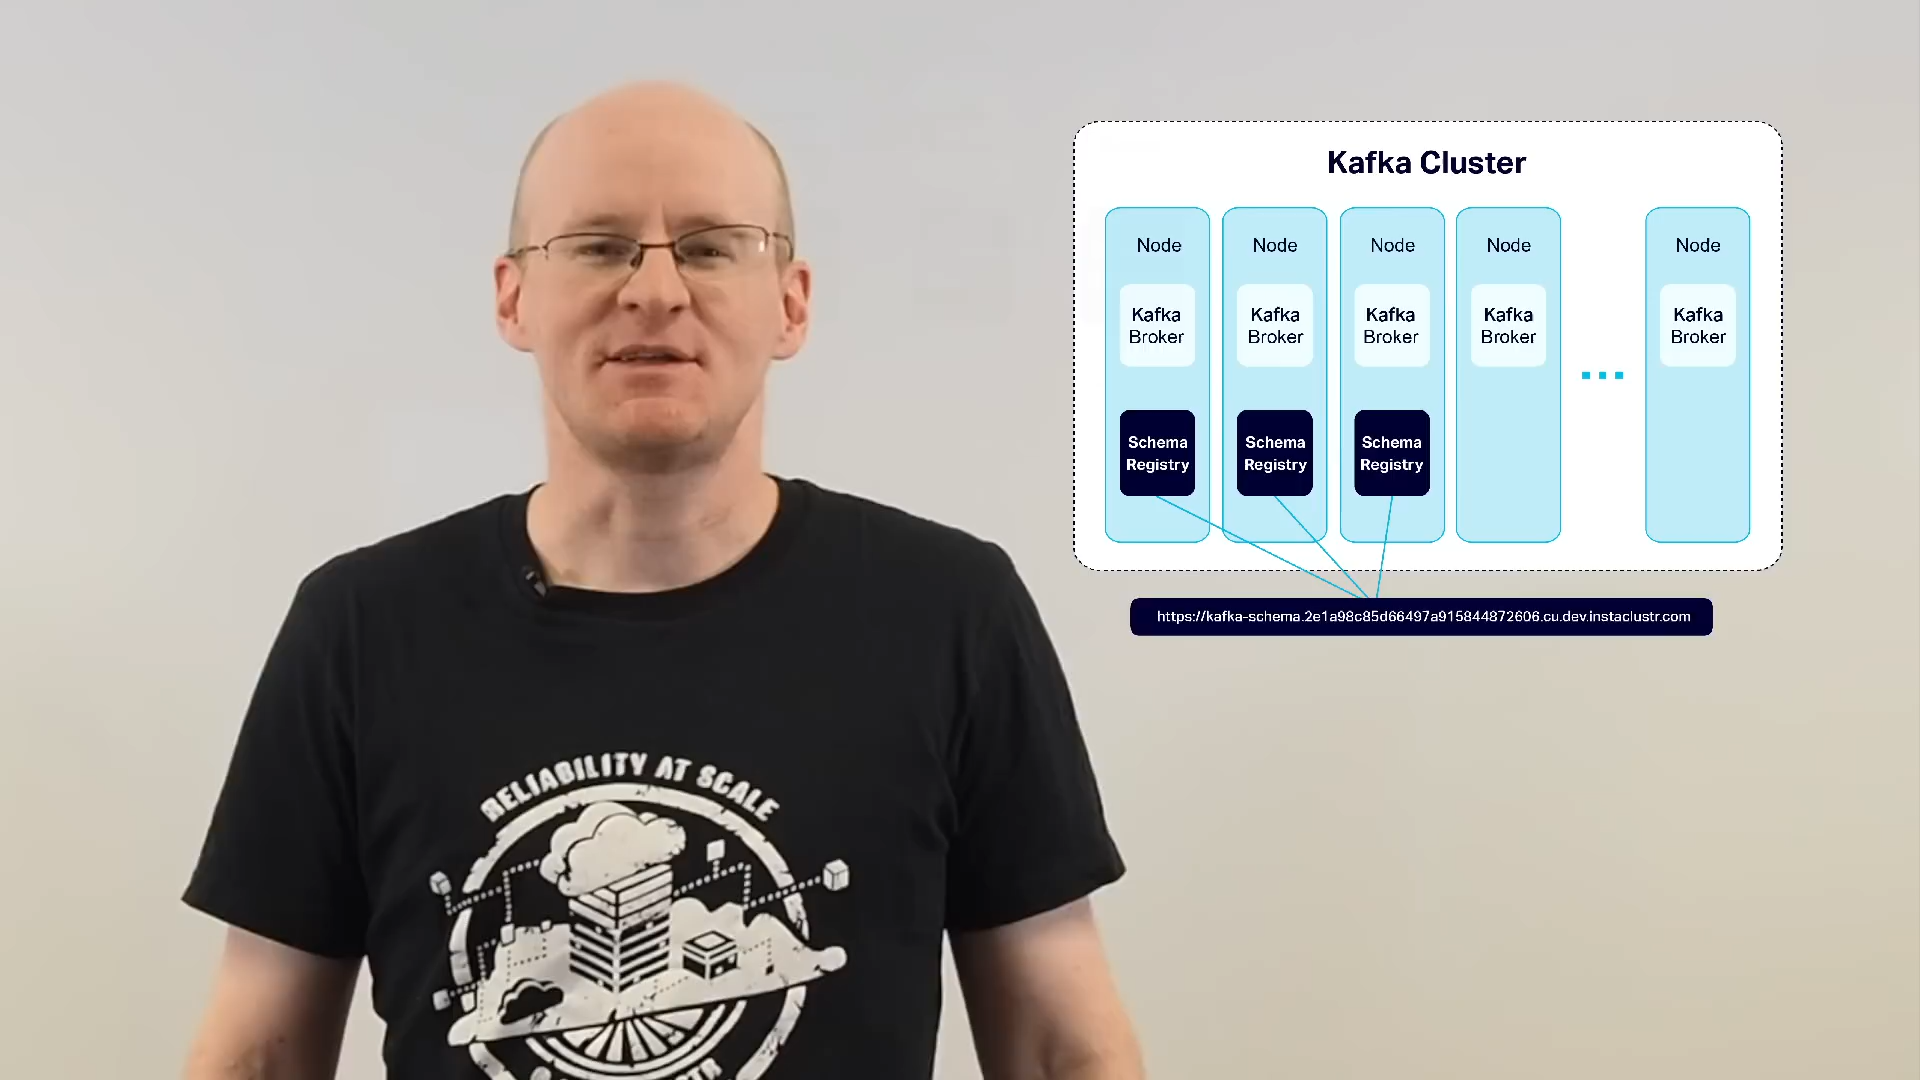 Kafka Cluster
Node
Kafka
Broker
Schema
Registry
Node
Kafka
Broker
Schema
Registry
Node
Kafka
Broker
Schema
Registry
Node
Kafka
Broker
...
Node
Kafka
Broker
https://kafka-schema.2e1a98c85d66497a915844872606.cu.dev.instaclustr.com
RELIABILITY AT SCALE